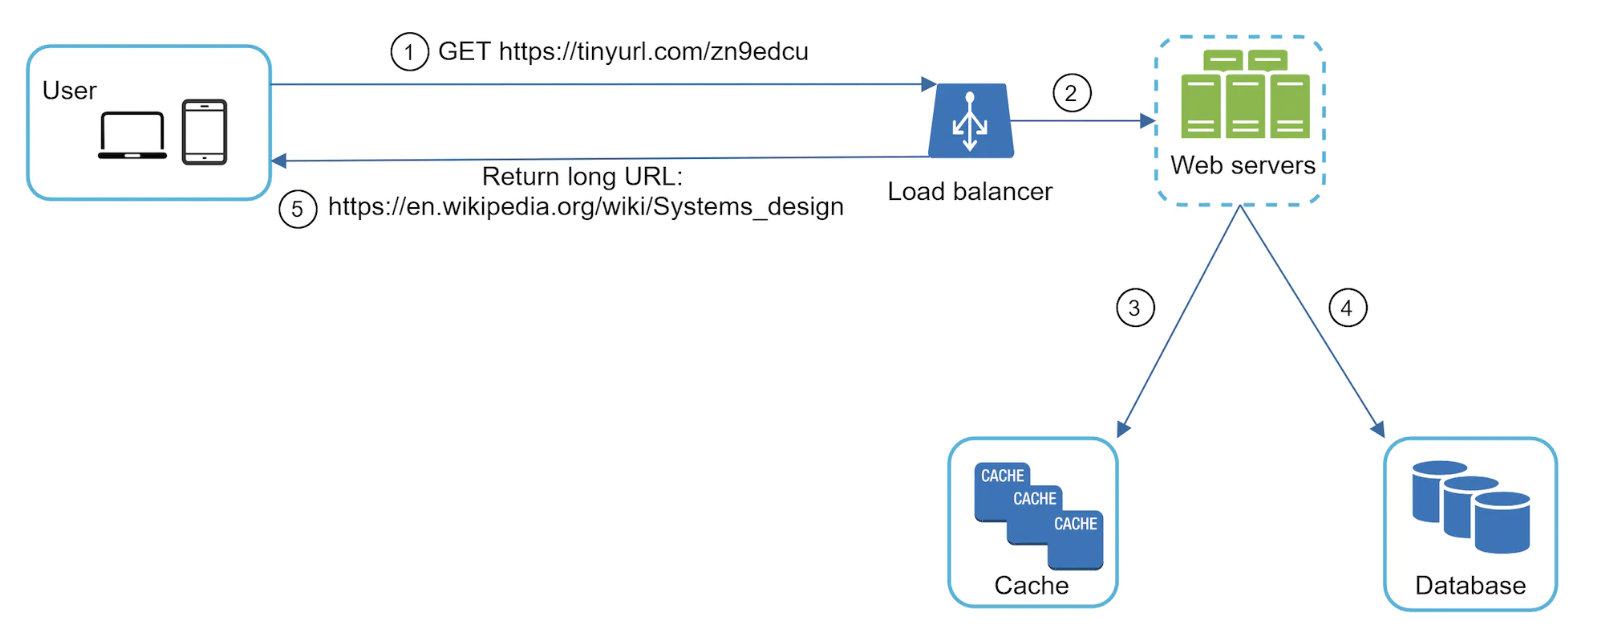 1 GET https://tinyurl.com/zn9edcu
User
2
Web servers
Load balancer
Return long URL:
5 https://en.wikipedia.org/wiki/Systems_design
3
4
CACHE
CACHE
CACHE
Cache
Database